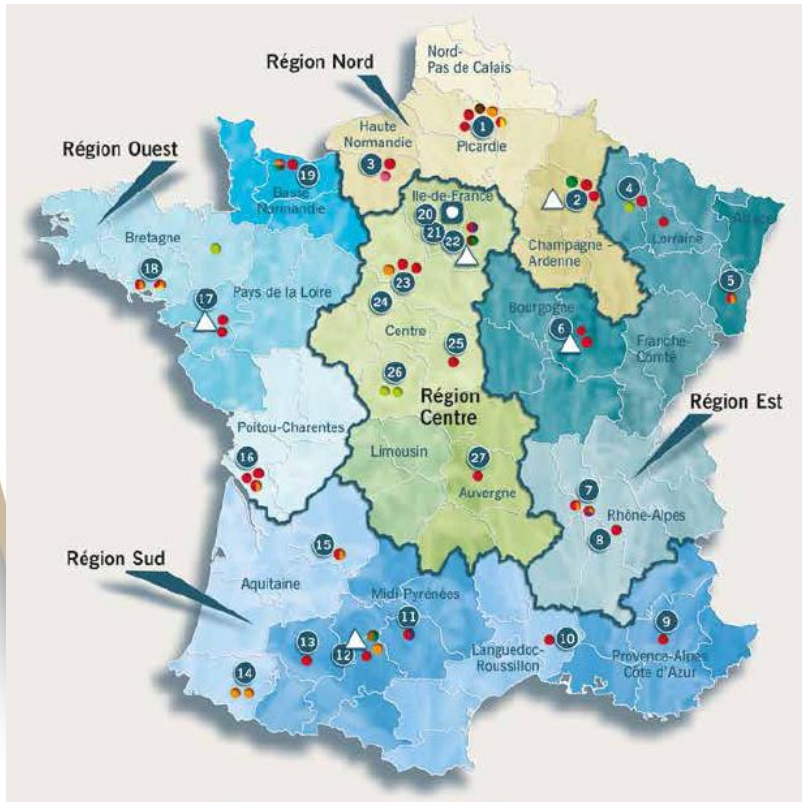 Nord-
Pas de Calais
Région Nord
Haute
Normandie
3
1
Picardie
Région Ouest
19
Basse
Normandie
Ile-de-France
20
21
22
2
4
Lorraine
Alsace
Champagne -
Ardenne
Bretagne
18
17
Pays de la Loire
23
24
Centre
25
26
Bourgogne
6
5
Franche-
Comté
Région
Centre
Région Est
Poitou-Charentes
16
Limousin
27
Auvergne
7
Rhône-Alpes
8
Région Sud
15
Aquitaine
Midi-Pyrénées
11
13
12
14
Languedoc-
Roussillon
10
9
Provence-Alpes
Côte d'Azur